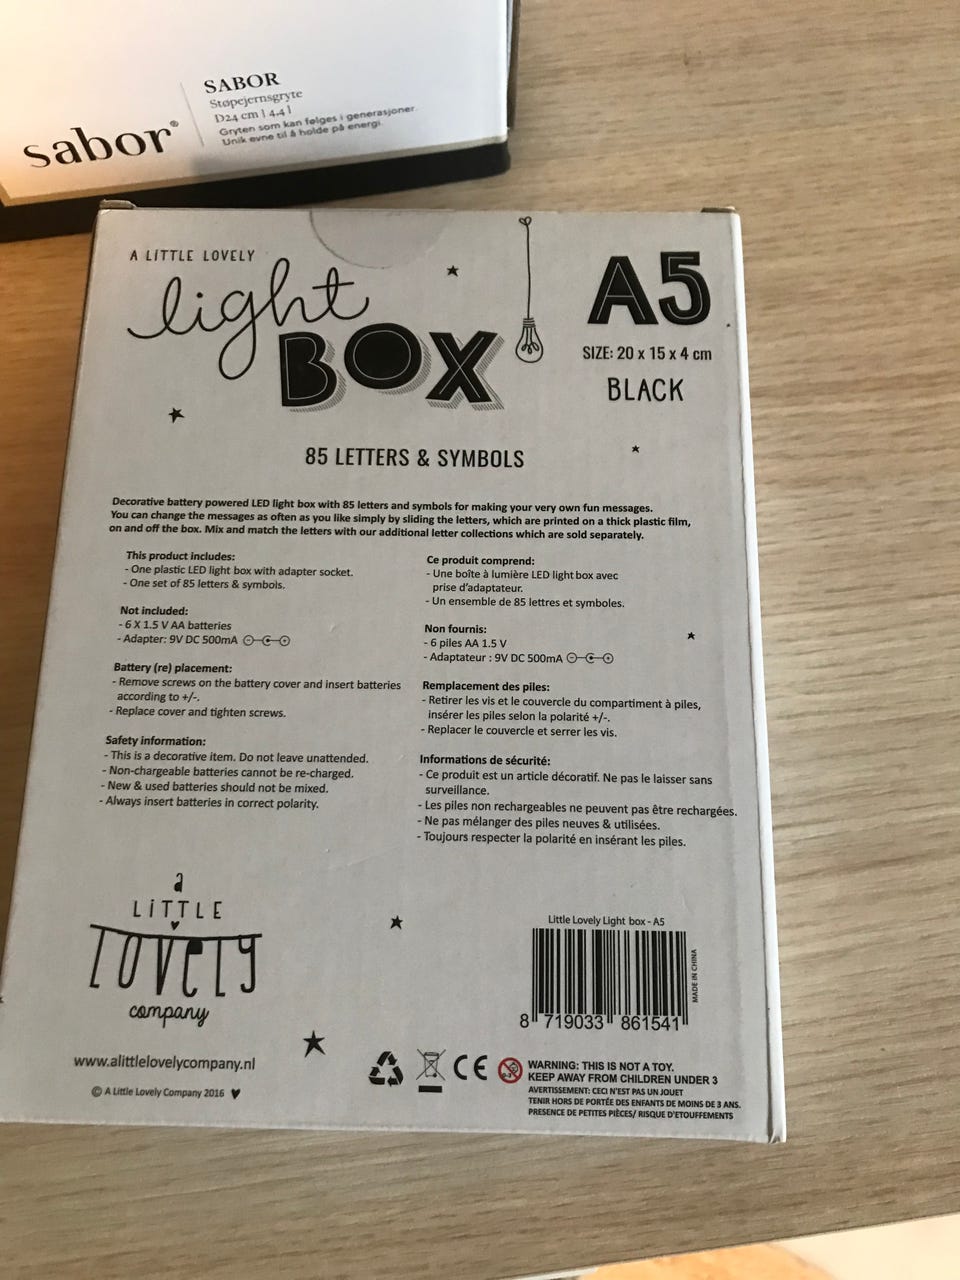 sabor®
SABOR
Støpejernsgryte
D24 cm | 4.4 l
Gryten som kan følges i generasjoner.
Unik evne til å holde på energi.
A LiTTLE LOVELY
light
BOX
A5
SIZE: 20 x 15 x 4 cm
BLACK
85 LETTERS & SYMBOLS
Decorative battery powered LED light box with 85 letters and symbols for making your very own fun messages.
You can change the messages as often as you like simply by sliding the letters, which are printed on a thick plastic film,
on and off the box. Mix and match the letters with our additional letter collections which are sold separately.
This product includes:
- One plastic LED light box with adapter socket.
- One set of 85 letters & symbols.
Not included:
- 6 X 1.5 V AA batteries
- Adapter: 9V DC 500mA
Battery (re) placement:
- Remove screws on the battery cover and insert batteries
according to +/-.
- Replace cover and tighten screws.
Safety information:
- This is a decorative item. Do not leave unattended.
- Non-chargeable batteries cannot be re-charged.
- New & used batteries should not be mixed.
- Always insert batteries in correct polarity.
Ce produit comprend:
- Une boîte à lumière LED light box avec
prise d'adaptateur.
- Un ensemble de 85 lettres et symboles.
Non fournis:
- 6 piles AA 1.5 V
- Adaptateur : 9V DC 500mA
Remplacement des piles:
- Retirer les vis et le couvercle du compartiment à piles,
insérer les piles selon la polarité +/-.
- Replacer le couvercle et serrer les vis.
Informations de sécurité:
- Ce produit est un article décoratif. Ne pas le laisser sans
surveillance.
- Les piles non rechargeables ne peuvent pas être rechargées.
- Ne pas mélanger des piles neuves & utilisées.
- Toujours respecter la polarité en insérant les piles.
a
LiTTLE
LOVELY
company
www.alittlelovelycompany.nl
© A Little Lovely Company 2016
Little Lovely Light box - A5
MADE IN CHINA
8 719033 861541
CE
0-3
WARNING: THIS IS NOT A TOY.
KEEP AWAY FROM CHILDREN UNDER 3
AVERTISSEMENT: CECI N'EST PAS UN JOUET
TENIR HORS DE PORTÉE DES ENFANTS DE MOINS DE 3 ANS.
PRESENCE DE PETITES PIÈCES/ RISQUE D'ETOUFFEMENTS